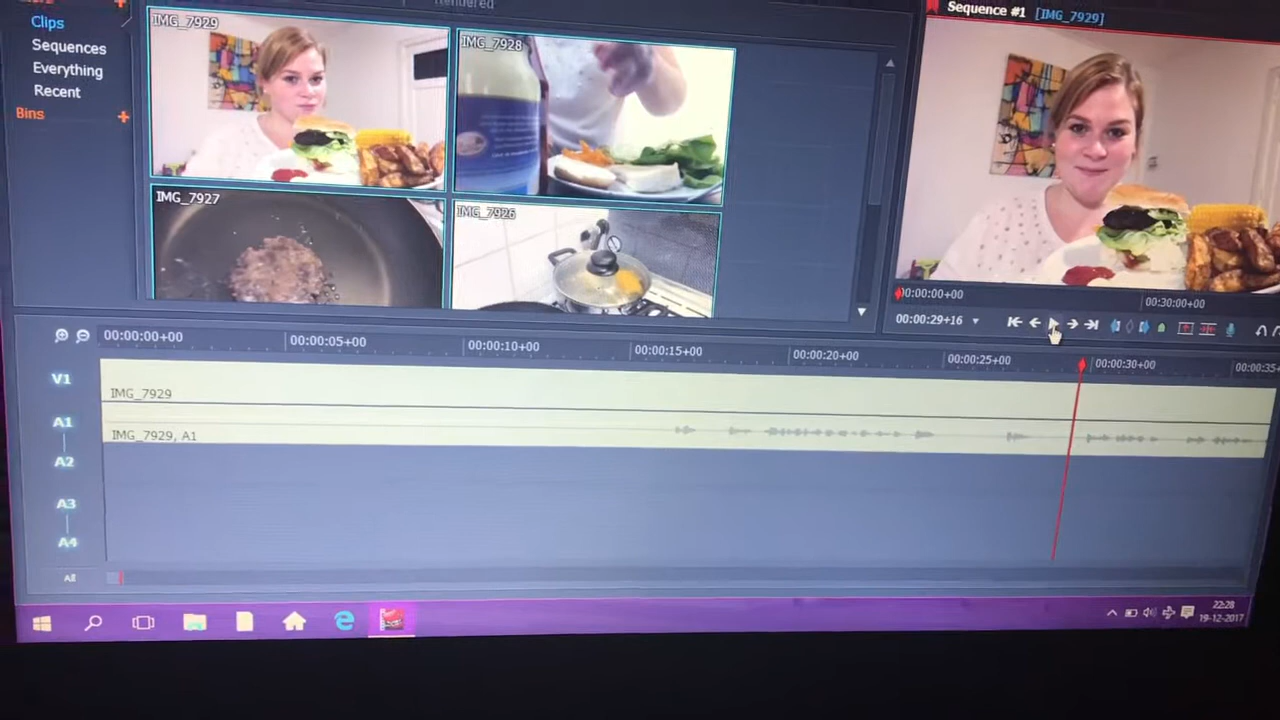 Rendered
Sequence #1 [IMG_7929]
Clips
Sequences
Everything
Recent
Bins
IMG_7929
IMG_7928
IMG_7927
IMG_7926
00:00:00+00
00:30:00+00
00:00:29+16
00:00:00+00
00:00:05+00
00:00:10+00
00:00:15+00
00:00:20+00
00:00:25+00
00:00:30+00
00:00:35+
V1
IMG_7929
A1
IMG_7929, A1
A2
A3
A4
All
22:28
19-12-2017